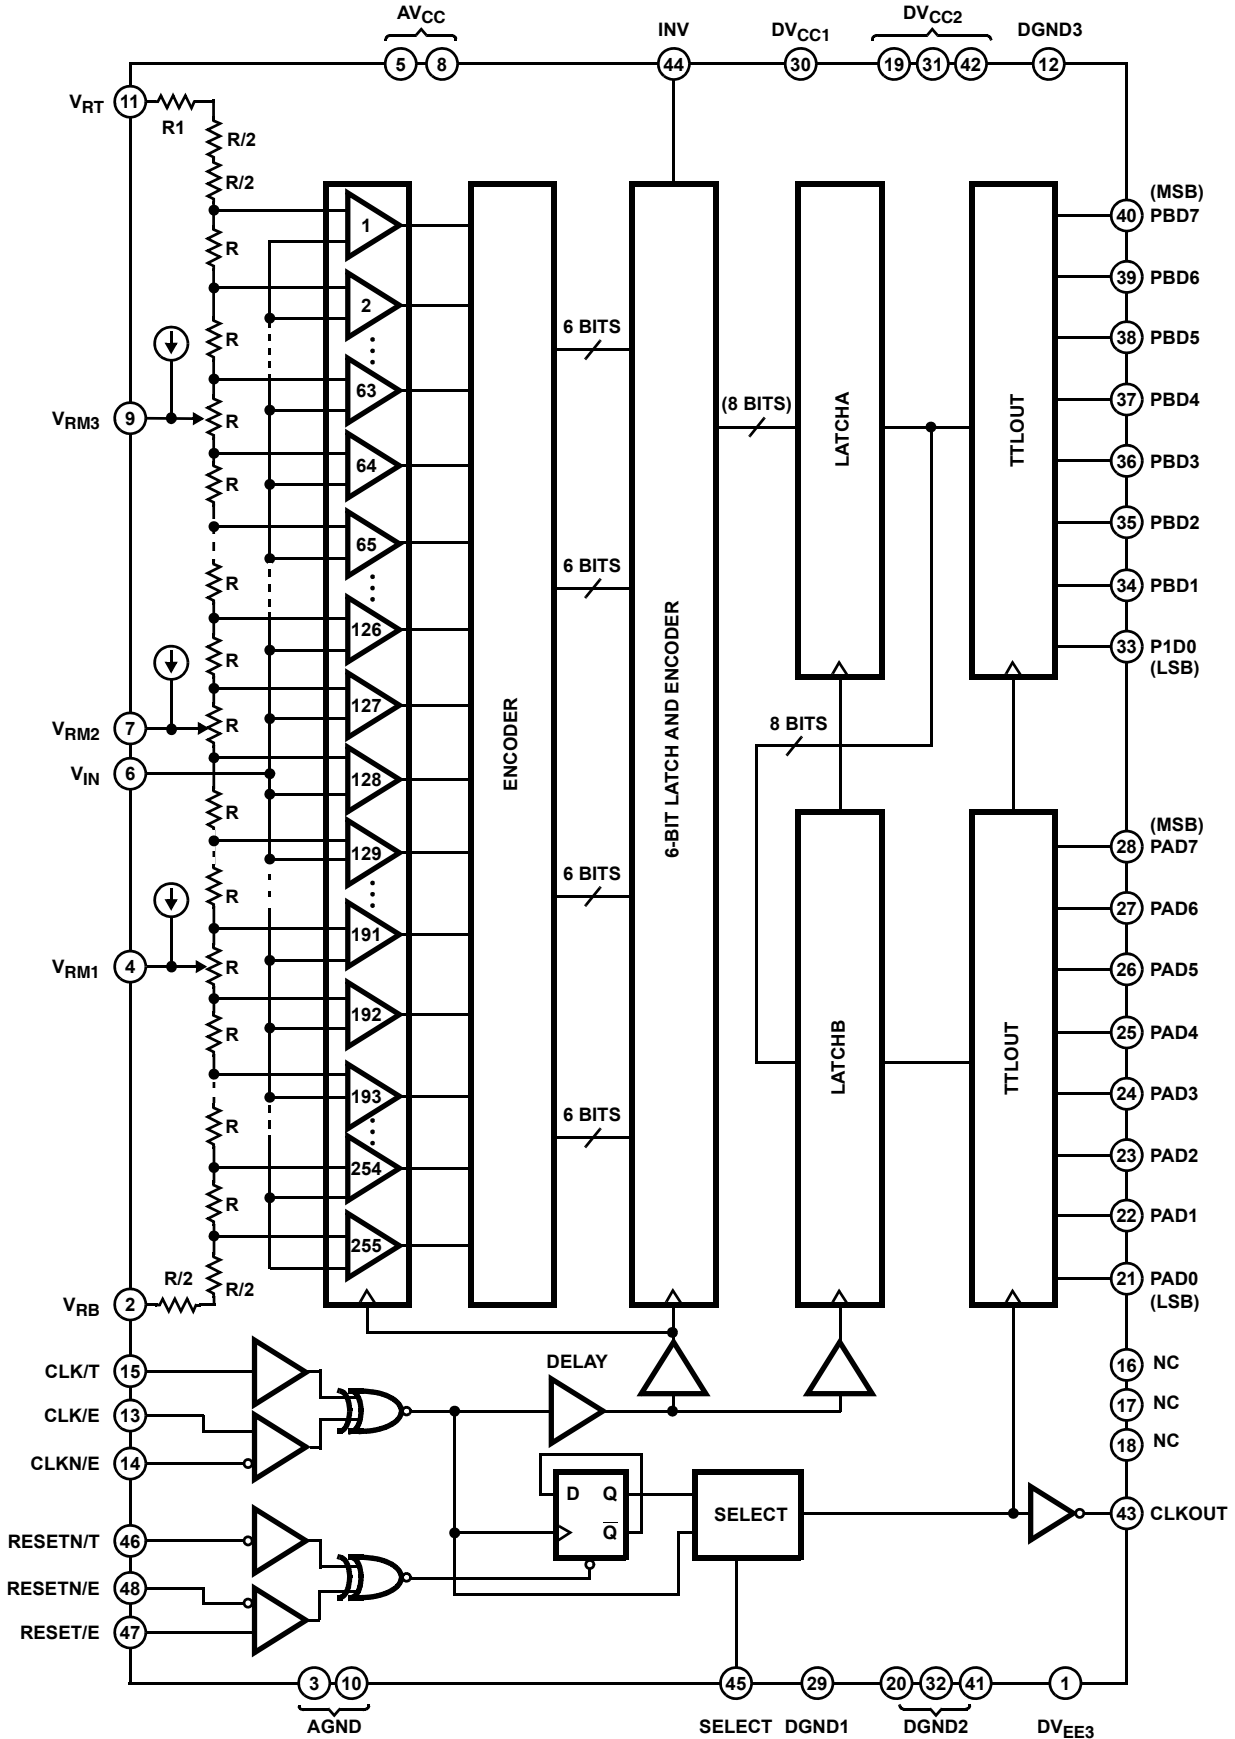 AVCC
INV
DVCC1
DVCC2
DGND3
5
8
44
30
19
31
42
12
VRT
11
R1
R/2
R/2
R
R
VRM3
9
R
R
R
R
VRM2
7
R
VIN
6
R
R
VRM1
4
R
R
R
R
R/2
R/2
VRB
2
1
2
63
64
65
126
127
128
129
191
192
193
254
255
ENCODER
6 BITS
6 BITS
6 BITS
6 BITS
6-BIT LATCH AND ENCODER
(8 BITS)
LATCHA
8 BITS
LATCHB
TTLOUT
TTLOUT
(MSB)
40 PBD7
39 PBD6
38 PBD5
37 PBD4
36 PBD3
35 PBD2
34 PBD1
33 P1D0
(LSB)
(MSB)
28 PAD7
27 PAD6
26 PAD5
25 PAD4
24 PAD3
23 PAD2
22 PAD1
21 PAD0
(LSB)
16 NC
17 NC
18 NC
43 CLKOUT
CLK/T 15
CLK/E 13
CLKN/E 14
DELAY
D Q
Q
SELECT
RESETN/T 46
RESETN/E 48
RESET/E 47
3
10
45
29
20
32
41
1
AGND
SELECT
DGND1
DGND2
DVEE3